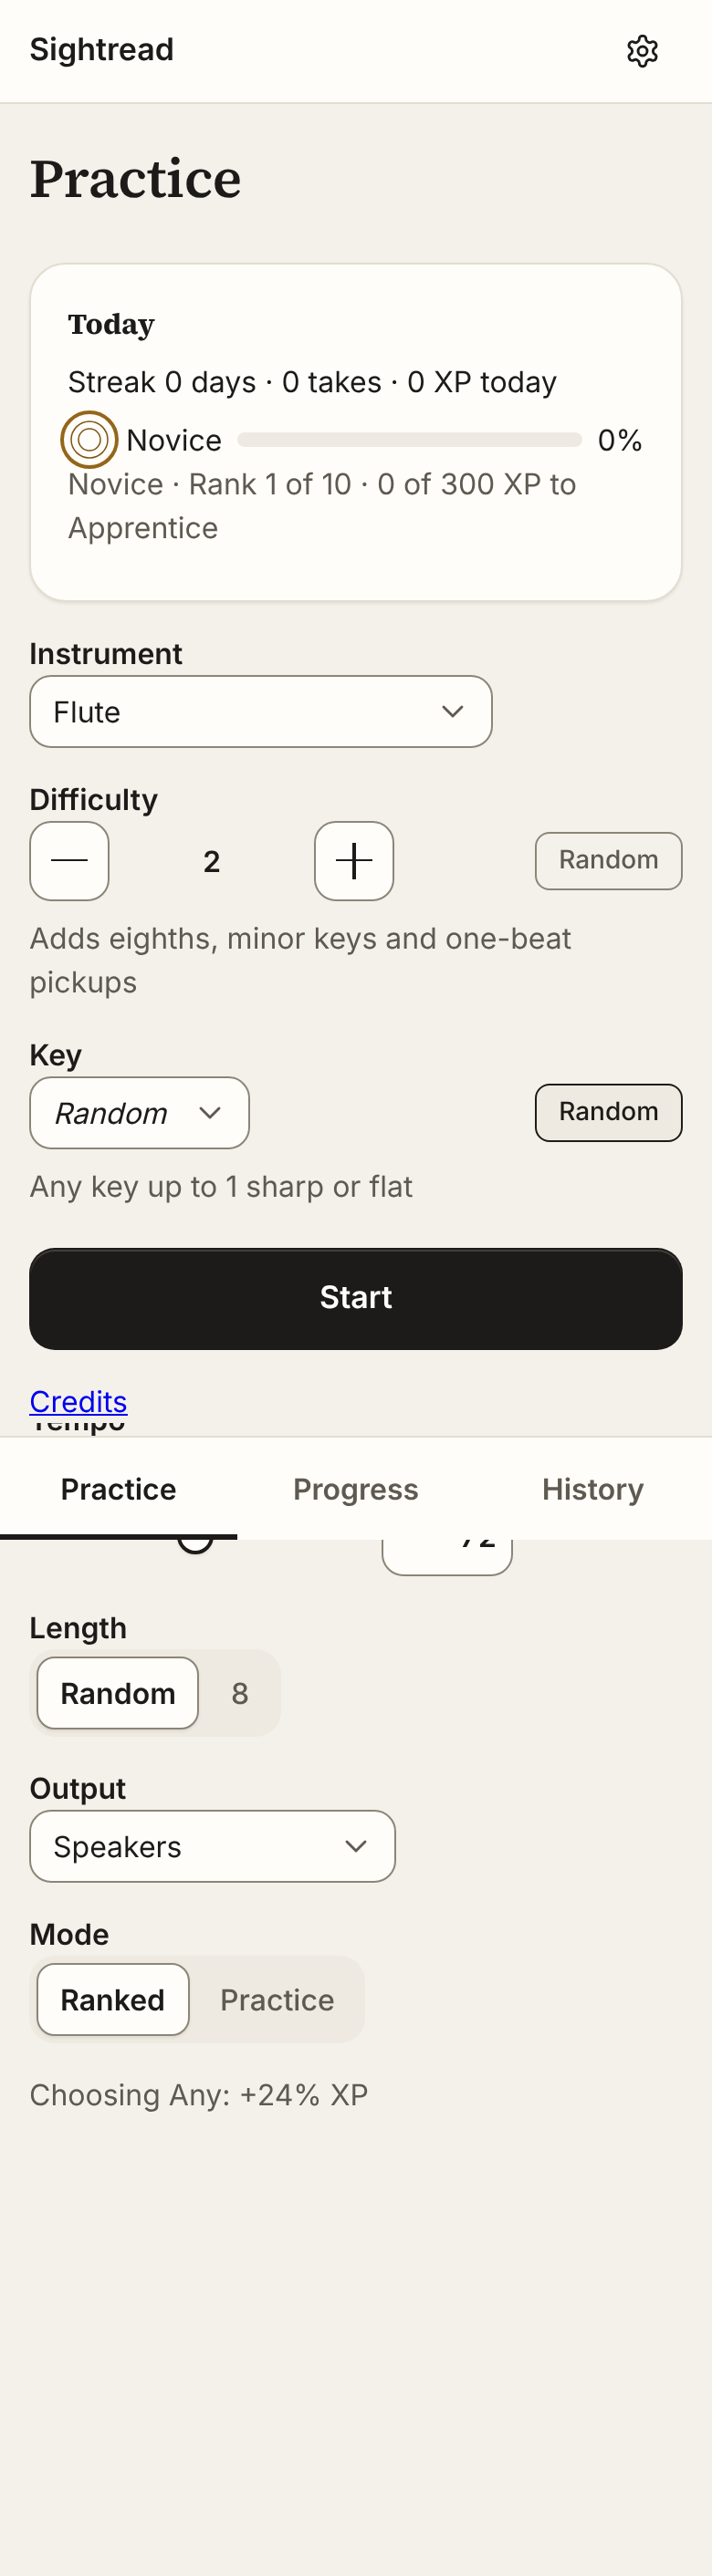 Sightread
Practice
Today
Streak 0 days · 0 takes · 0 XP today
Novice 0%
Novice · Rank 1 of 10 · 0 of 300 XP to
Apprentice
Instrument
Flute
Difficulty
2 Random
Adds eighths, minor keys and one-beat
pickups
Key
Random Random
Any key up to 1 sharp or flat
Start
Credits
Tempo
Practice Progress History
72
Length
Random 8
Output
Speakers
Mode
Ranked Practice
Choosing Any: +24% XP